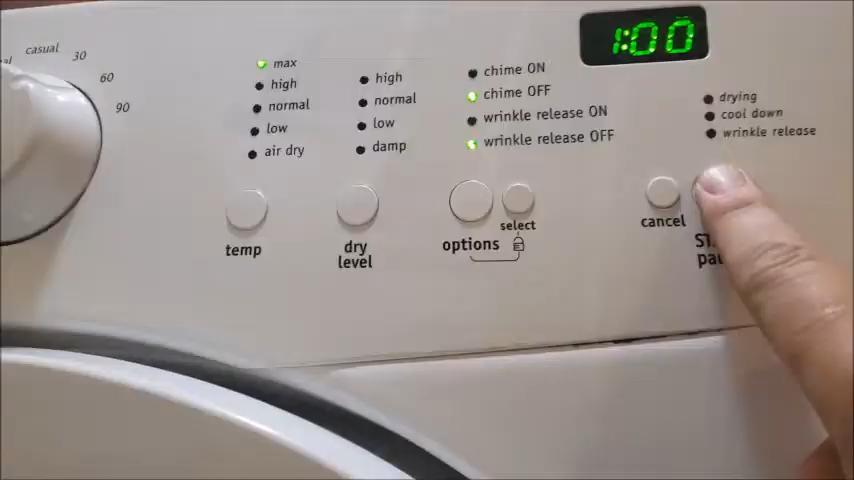 casual
30
60
90
max
high
normal
low
air dry
temp
high
normal
low
damp
dry
level
chime ON
chime OFF
wrinkle release ON
wrinkle release OFF
options
select
1:00
drying
cool down
wrinkle release
cancel